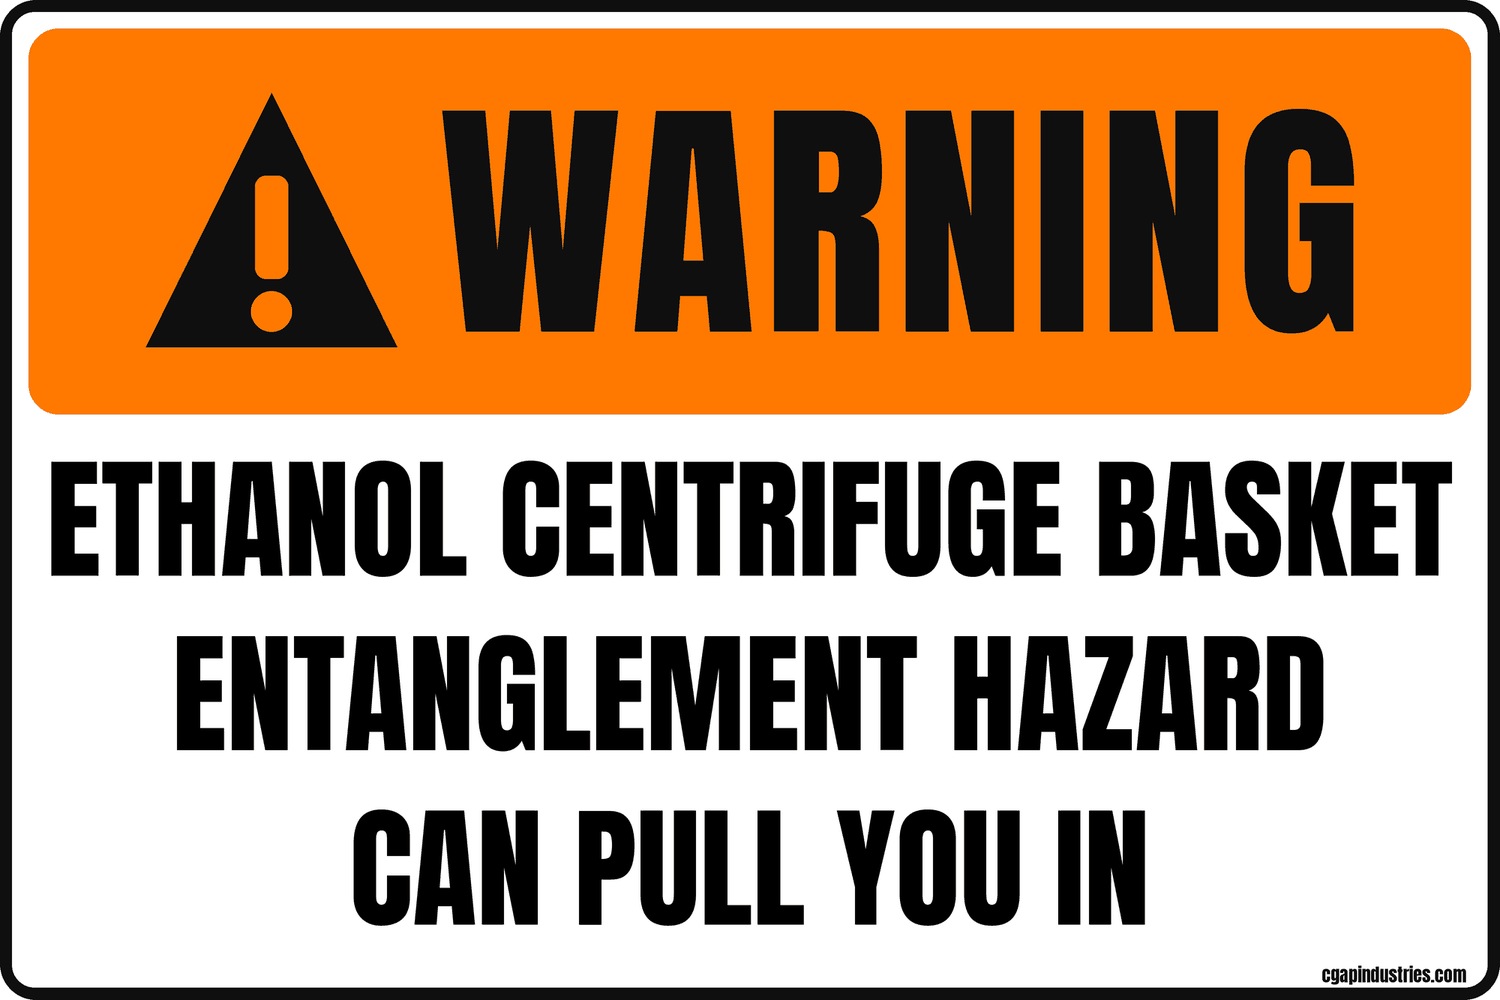 WARNING
ETHANOL CENTRIFUGE BASKET
ENTANGLEMENT HAZARD
CAN PULL YOU IN
cgapindustries.com